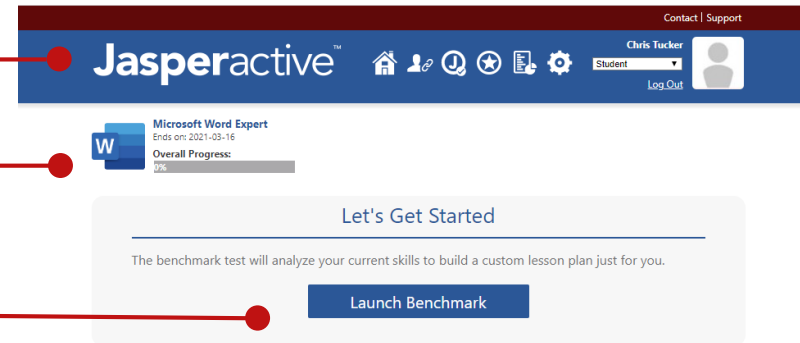 Contact | Support
Jasperactive™
Chris Tucker
Student
Log Out
W
Microsoft Word Expert
Ends on: 2021-03-16
Overall Progress:
0%
Let's Get Started
The benchmark test will analyze your current skills to build a custom lesson plan just for you.
Launch Benchmark